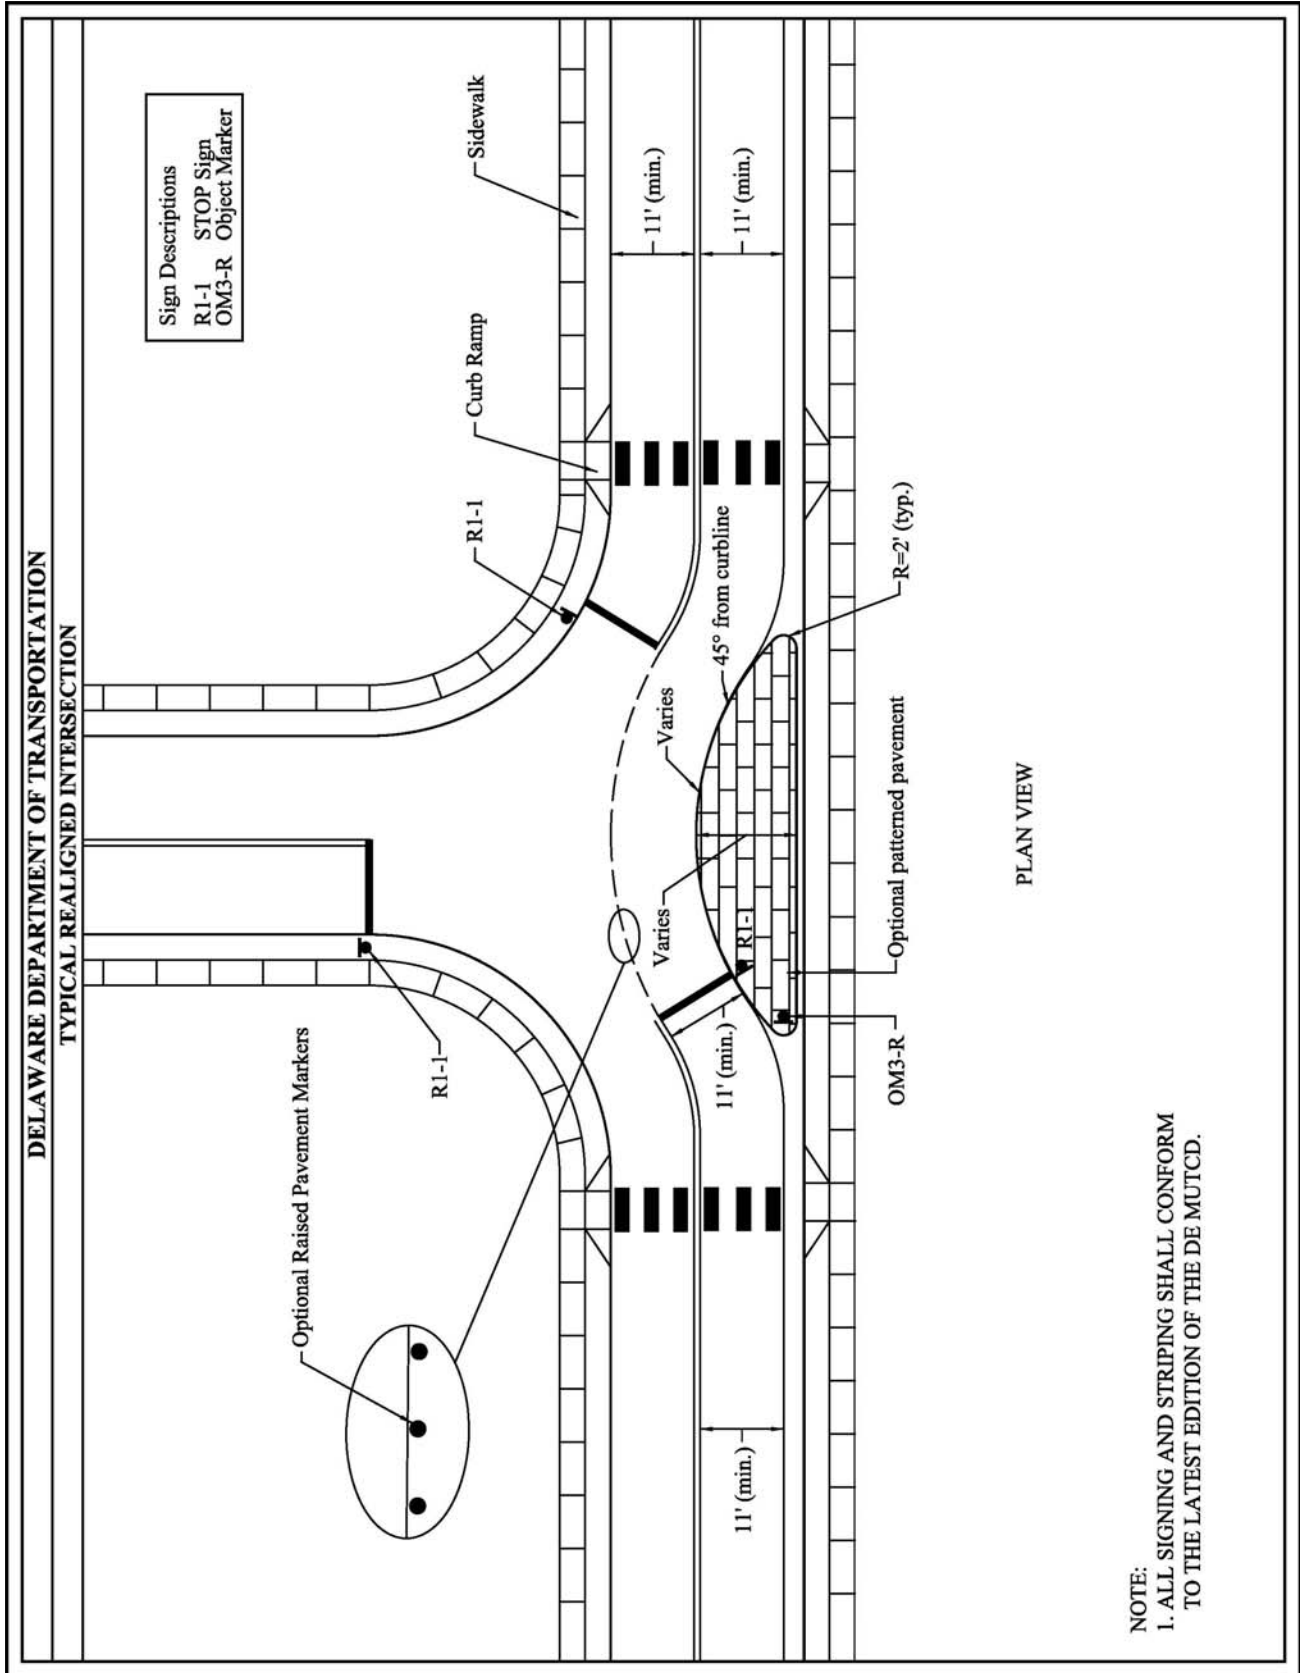 DELAWARE DEPARTMENT OF TRANSPORTATION
TYPICAL REALIGNED INTERSECTION
Sign Descriptions
R1-1 STOP Sign
OM3-R Object Marker
Optional Raised Pavement Markers
R1-1
R1-1
Curb Ramp
Sidewalk
11' (min.)
11' (min.)
45° from curbline
Varies
Varies
R1-1
11' (min.)
11' (min.)
OM3-R
Optional patterned pavement
R=2' (typ.)
PLAN VIEW
NOTE:
1. ALL SIGNING AND STRIPING SHALL CONFORM
TO THE LATEST EDITION OF THE DE MUTCD.